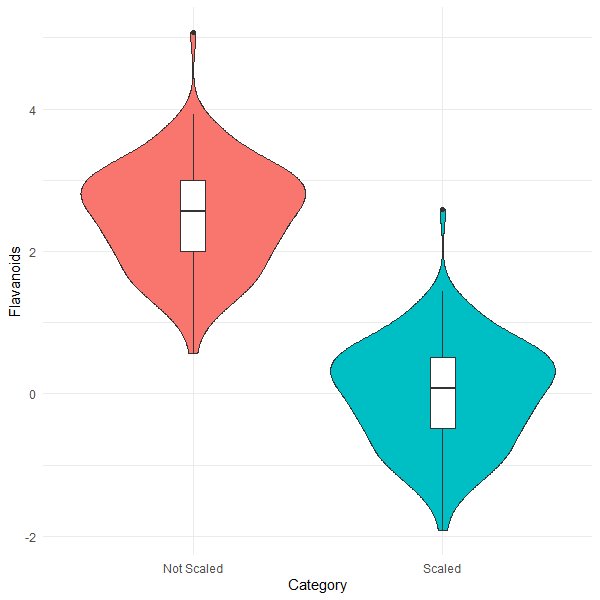 Flavanoids
4
2
0
-2
Not Scaled
Scaled
Category